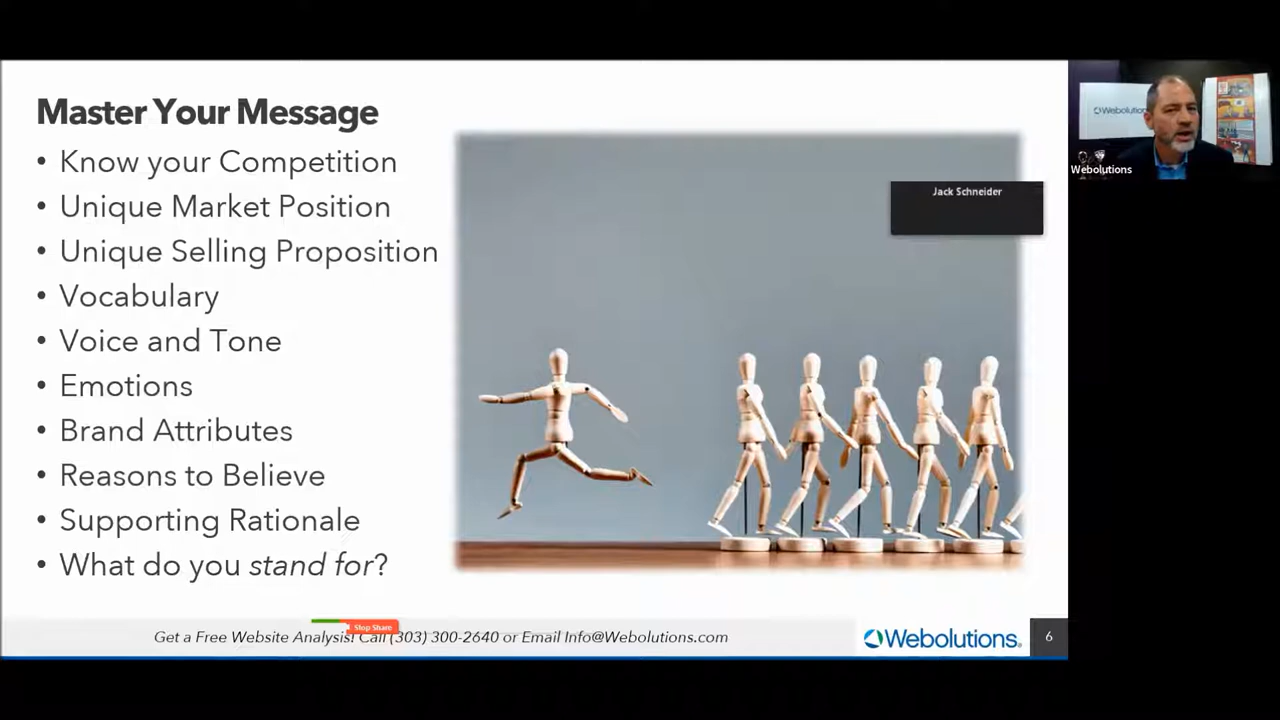 Master Your Message
• Know your Competition
• Unique Market Position
• Unique Selling Proposition
• Vocabulary
• Voice and Tone
• Emotions
• Brand Attributes
• Reasons to Believe
• Supporting Rationale
• What do you stand for?
Jack Schneider
Webolutions
Webolutions
Stop Share
Get a Free Website Analysis! Call (303) 300-2640 or Email Info@Webolutions.com
Webolutions.
6